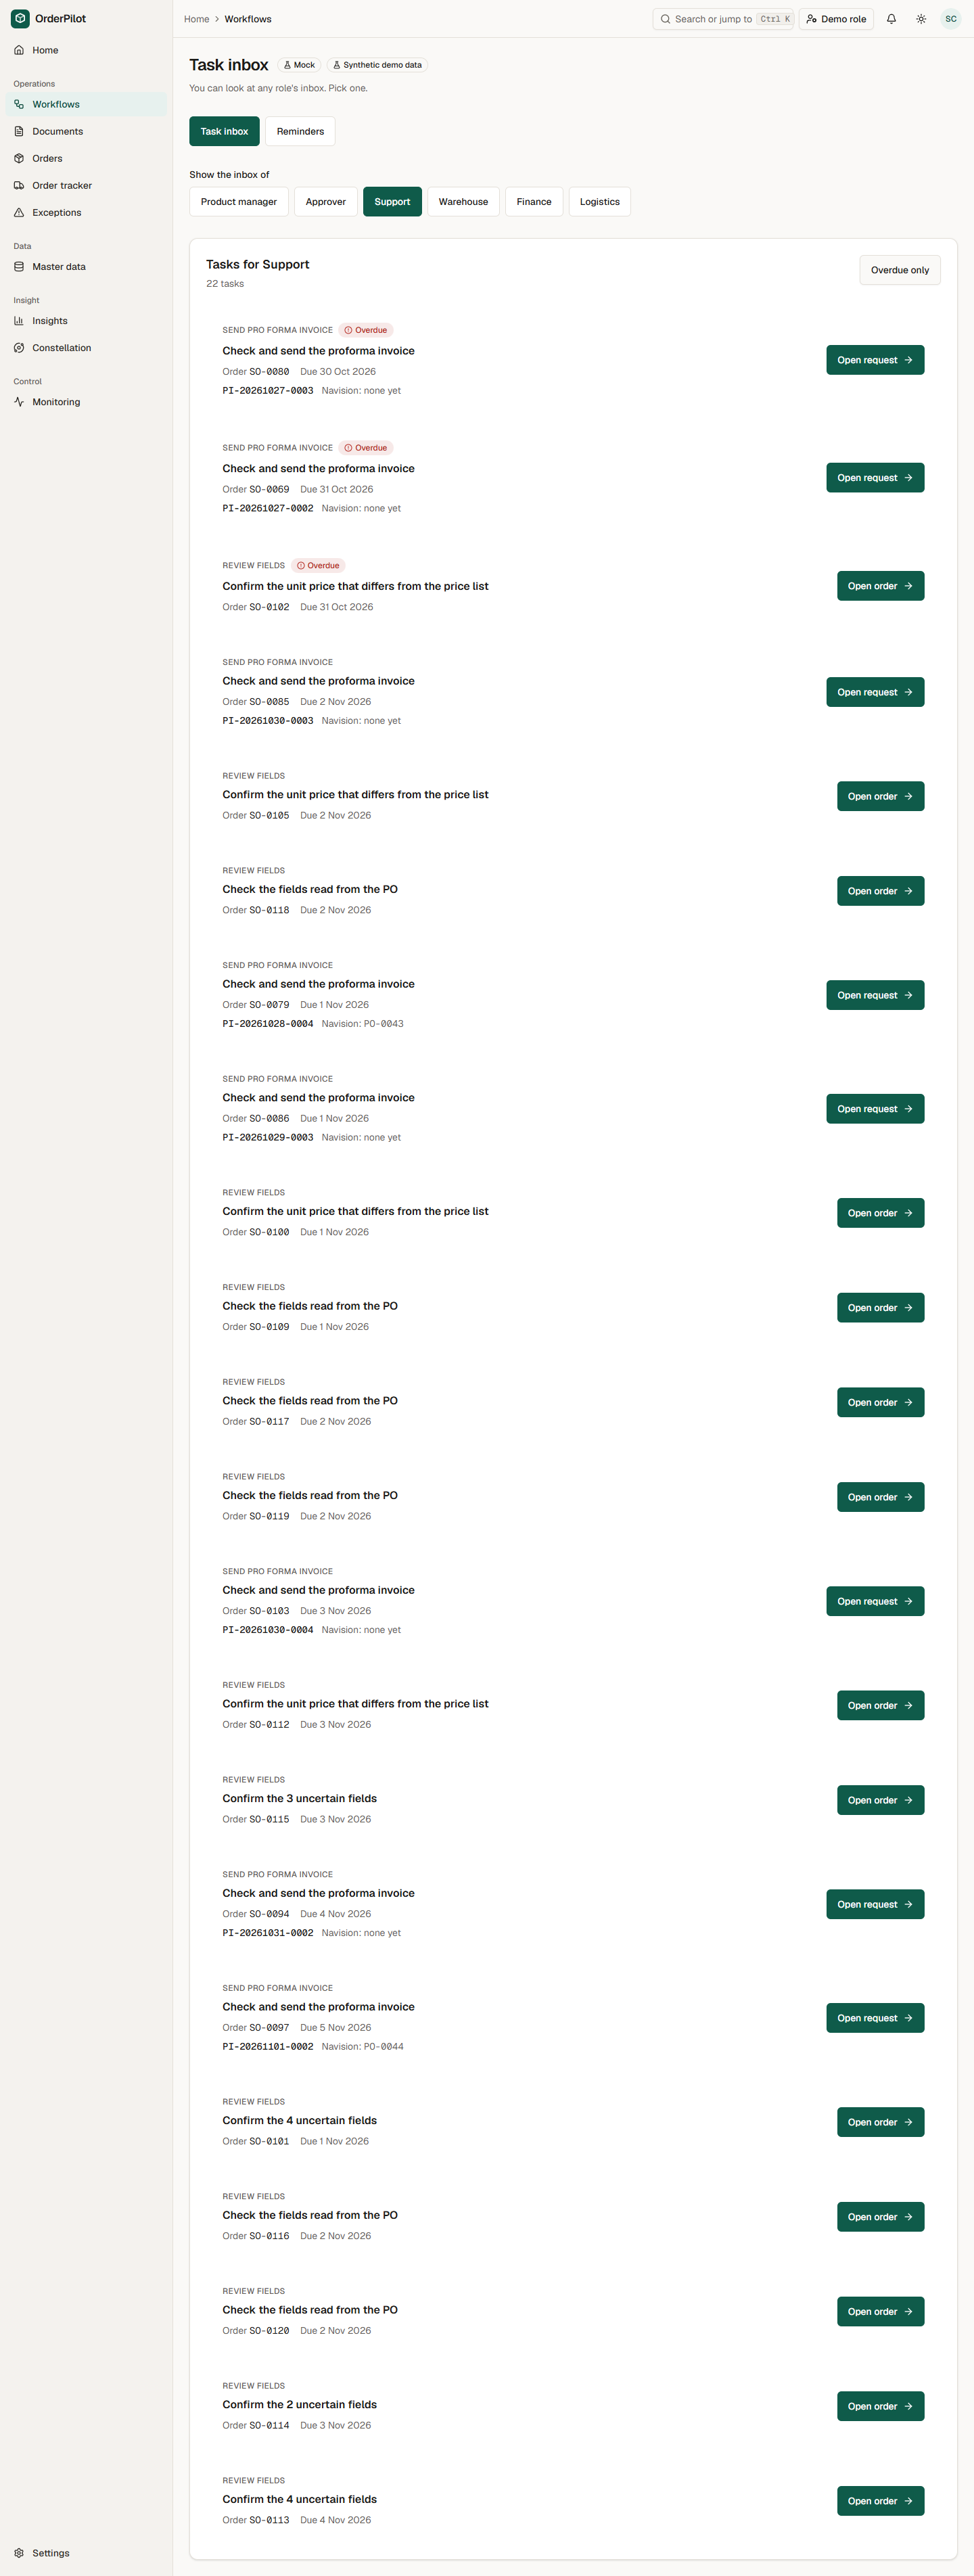 OrderPilot
Home
Operations
Workflows
Documents
Orders
Order tracker
Exceptions
Data
Master data
Insight
Insights
Constellation
Control
Monitoring
Settings
Home > Workflows
Search or jump to Ctrl K
Demo role
SC
Task inbox Mock Synthetic demo data
You can look at any role's inbox. Pick one.
Task inbox Reminders
Show the inbox of
Product manager Approver Support Warehouse Finance Logistics
Tasks for Support
22 tasks
Overdue only
SEND PRO FORMA INVOICE Overdue
Check and send the proforma invoice
Order SO-0080 Due 30 Oct 2026
PI-20261027-0003 Navision: none yet
Open request
SEND PRO FORMA INVOICE Overdue
Check and send the proforma invoice
Order SO-0069 Due 31 Oct 2026
PI-20261027-0002 Navision: none yet
Open request
REVIEW FIELDS Overdue
Confirm the unit price that differs from the price list
Order SO-0102 Due 31 Oct 2026
Open order
SEND PRO FORMA INVOICE
Check and send the proforma invoice
Order SO-0085 Due 2 Nov 2026
PI-20261030-0003 Navision: none yet
Open request
REVIEW FIELDS
Confirm the unit price that differs from the price list
Order SO-0105 Due 2 Nov 2026
Open order
REVIEW FIELDS
Check the fields read from the PO
Order SO-0118 Due 2 Nov 2026
Open order
SEND PRO FORMA INVOICE
Check and send the proforma invoice
Order SO-0079 Due 1 Nov 2026
PI-20261028-0004 Navision: PO-0043
Open request
SEND PRO FORMA INVOICE
Check and send the proforma invoice
Order SO-0086 Due 1 Nov 2026
PI-20261029-0003 Navision: none yet
Open request
REVIEW FIELDS
Confirm the unit price that differs from the price list
Order SO-0100 Due 1 Nov 2026
Open order
REVIEW FIELDS
Check the fields read from the PO
Order SO-0109 Due 1 Nov 2026
Open order
REVIEW FIELDS
Check the fields read from the PO
Order SO-0117 Due 2 Nov 2026
Open order
REVIEW FIELDS
Check the fields read from the PO
Order SO-0119 Due 2 Nov 2026
Open order
SEND PRO FORMA INVOICE
Check and send the proforma invoice
Order SO-0103 Due 3 Nov 2026
PI-20261030-0004 Navision: none yet
Open request
REVIEW FIELDS
Confirm the unit price that differs from the price list
Order SO-0112 Due 3 Nov 2026
Open order
REVIEW FIELDS
Confirm the 3 uncertain fields
Order SO-0115 Due 3 Nov 2026
Open order
SEND PRO FORMA INVOICE
Check and send the proforma invoice
Order SO-0094 Due 4 Nov 2026
PI-20261031-0002 Navision: none yet
Open request
SEND PRO FORMA INVOICE
Check and send the proforma invoice
Order SO-0097 Due 5 Nov 2026
PI-20261101-0002 Navision: PO-0044
Open request
REVIEW FIELDS
Confirm the 4 uncertain fields
Order SO-0101 Due 1 Nov 2026
Open order
REVIEW FIELDS
Check the fields read from the PO
Order SO-0116 Due 2 Nov 2026
Open order
REVIEW FIELDS
Check the fields read from the PO
Order SO-0120 Due 2 Nov 2026
Open order
REVIEW FIELDS
Confirm the 2 uncertain fields
Order SO-0114 Due 3 Nov 2026
Open order
REVIEW FIELDS
Confirm the 4 uncertain fields
Order SO-0113 Due 4 Nov 2026
Open order